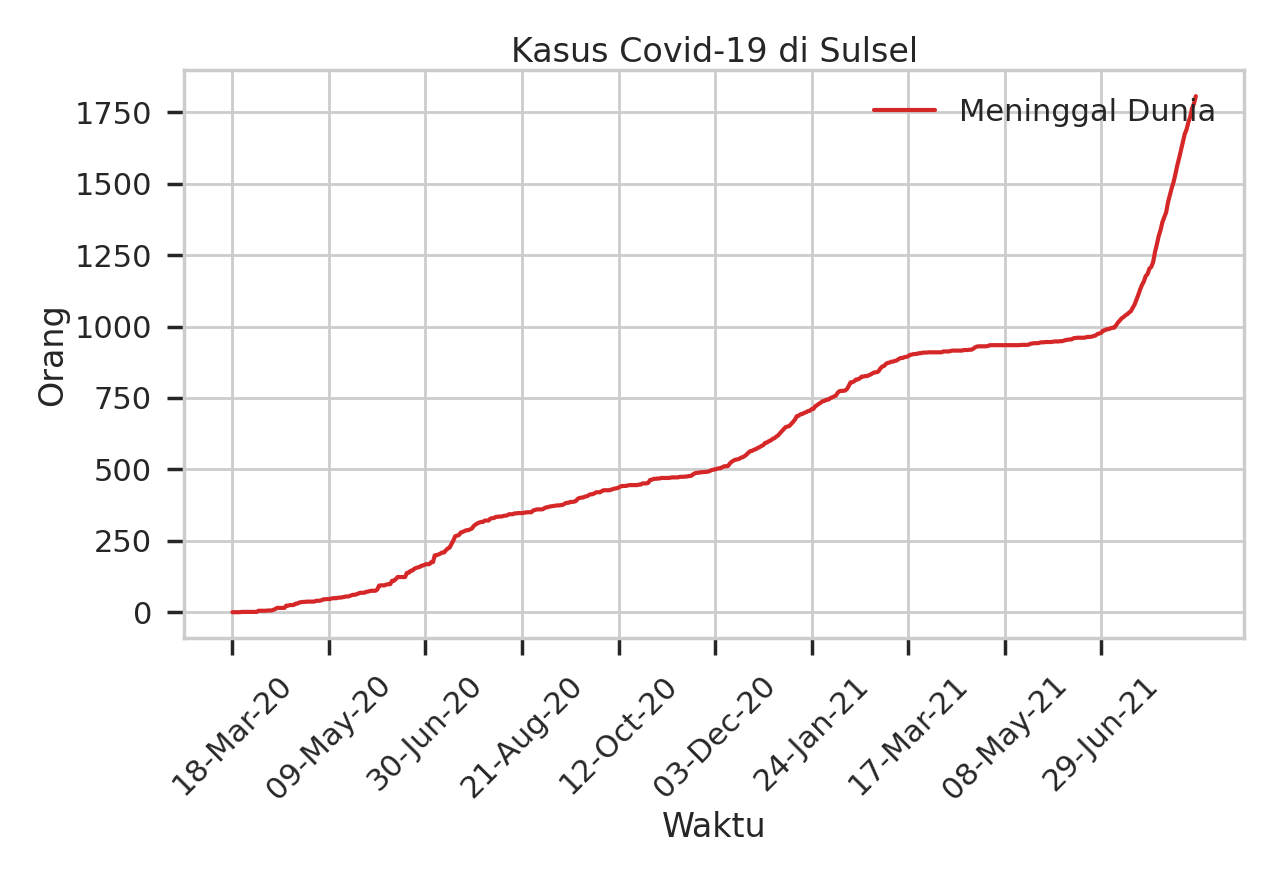 Kasus Covid-19 di Sulsel
Meninggal Dunia
1750
1500
1250
1000
750
500
250
0
Orang
18-Mar-20
09-May-20
30-Jun-20
21-Aug-20
12-Oct-20
03-Dec-20
24-Jan-21
17-Mar-21
08-May-21
29-Jun-21
Waktu